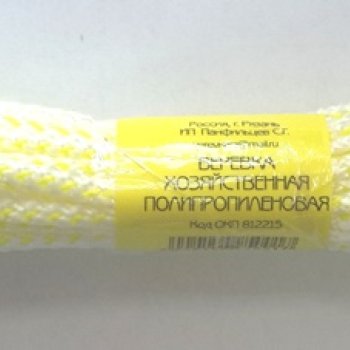 Россия, г. Рязань
ИП Панфильцев С.Г.
ВЕРЕВКА
ХОЗЯЙСТВЕННАЯ
ПОЛИПРОПИЛЕНОВАЯ
Код ОКП 812215